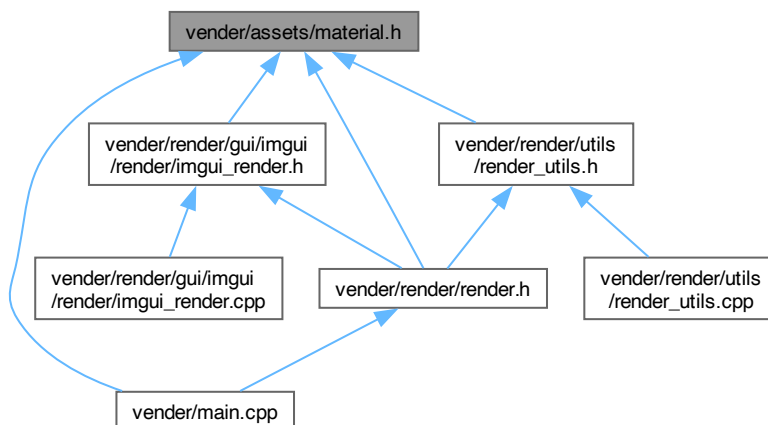 vender/assets/material.h
vender/render/gui/imgui
/render/imgui_render.h
vender/render/utils
/render_utils.h
vender/render/gui/imgui
/render/imgui_render.cpp
vender/render/render.h
vender/render/utils
/render_utils.cpp
vender/main.cpp